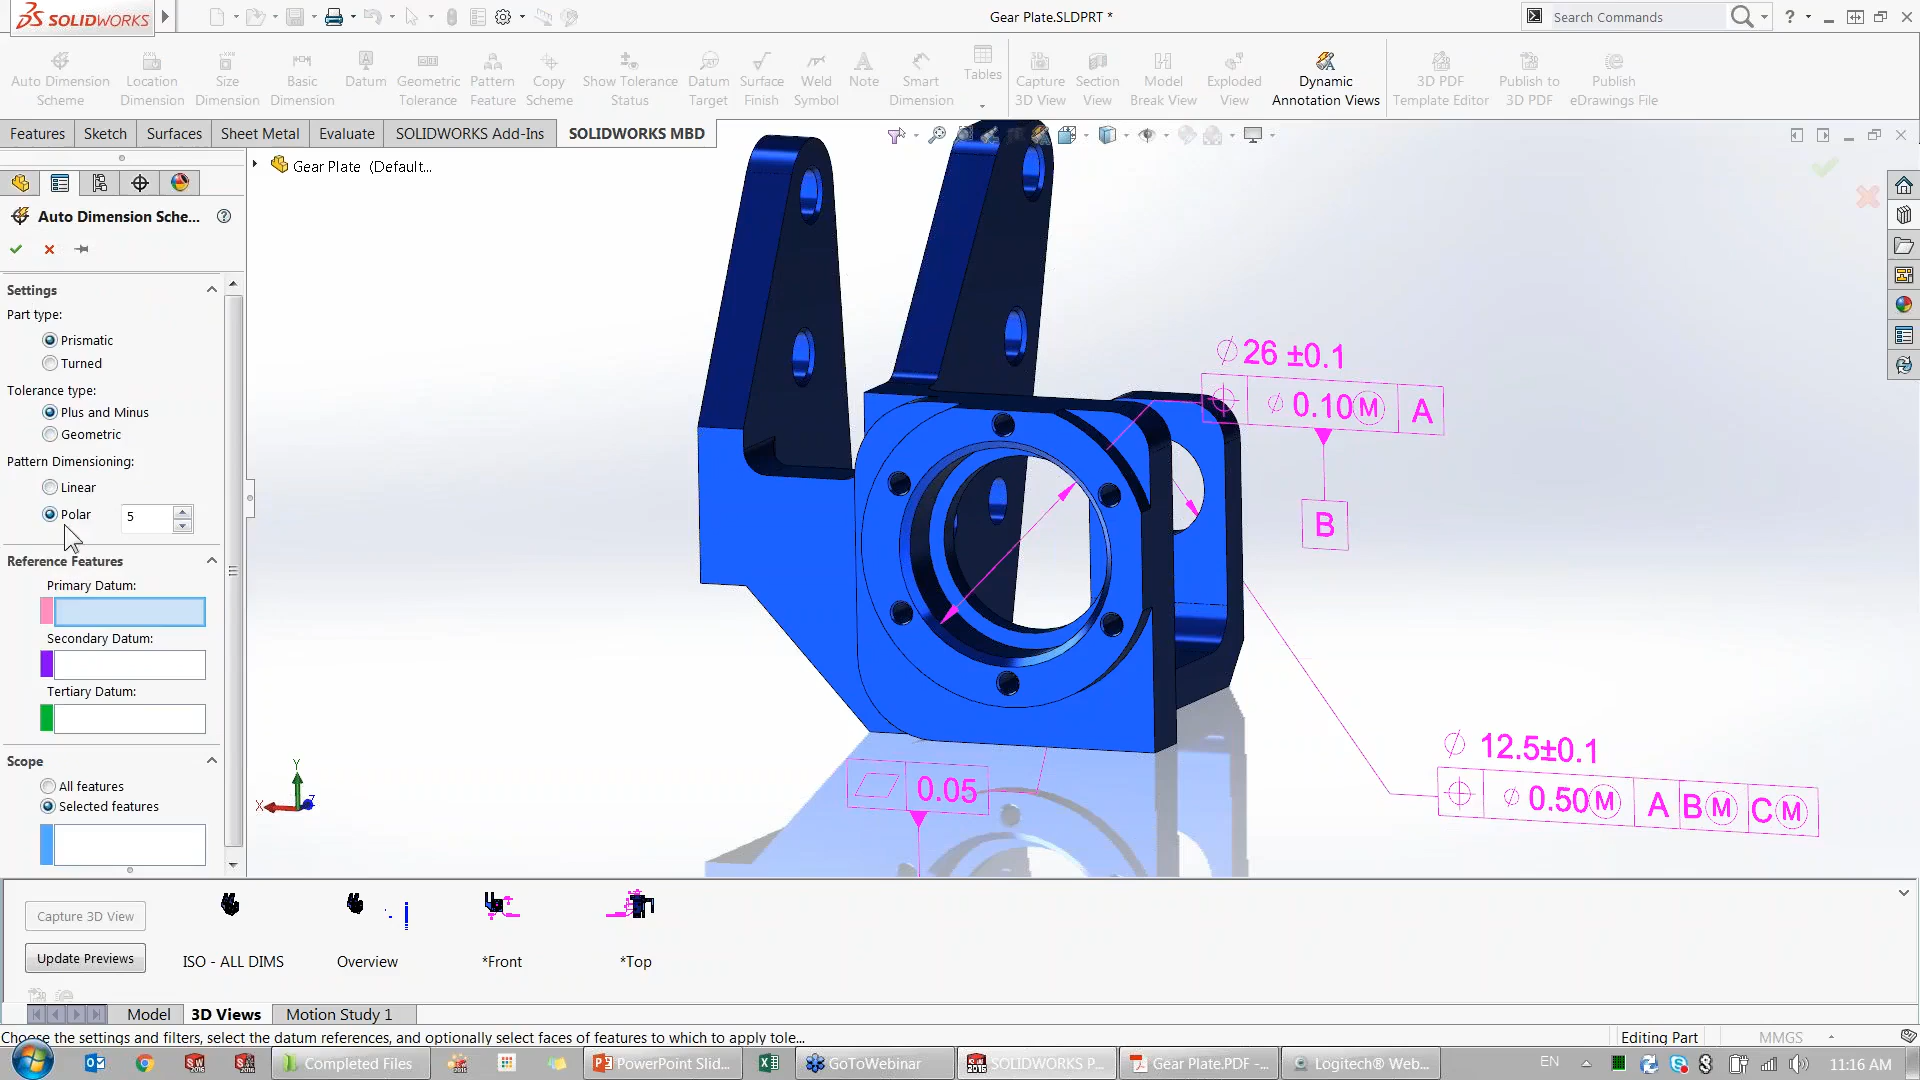 SOLIDWORKS
Gear Plate.SLDPRT *
Search Commands
?
Auto Dimension Scheme
Location Dimension
Size Dimension
Basic Dimension
Datum
Geometric Tolerance
Pattern Feature
Copy Scheme
Show Tolerance Status
Datum Target
Surface Finish
Weld Symbol
Note
Smart Dimension
Tables
Capture 3D View
Section View
Model Break View
Exploded View
Dynamic Annotation Views
3D PDF Template Editor
Publish to 3D PDF
Publish eDrawings File
Features
Sketch
Surfaces
Sheet Metal
Evaluate
SOLIDWORKS Add-Ins
SOLIDWORKS MBD
Gear Plate (Default...
Auto Dimension Sche...
?
Settings
Part type:
Prismatic
Turned
Tolerance type:
Plus and Minus
Geometric
Pattern Dimensioning:
Linear
Polar
5
Reference Features
Primary Datum:
Secondary Datum:
Tertiary Datum:
Scope
All features
Selected features
Y
X
Z
∅ 26 ±0.1
⌖ ∅ 0.10 Ⓜ A
B
∅ 12.5±0.1
⌖ ∅ 0.50 Ⓜ A B Ⓜ C Ⓜ
⏥ 0.05
Capture 3D View
Update Previews
ISO - ALL DIMS
Overview
*Front
*Top
Model
3D Views
Motion Study 1
Choose the settings and filters, select the datum references, and optionally select faces of features to which to apply tole...
Editing Part
MMGS
Completed Files
PowerPoint Slid...
GoToWebinar
SOLIDWORKS P...
Gear Plate.PDF -...
Logitech® Web...
EN
11:16 AM